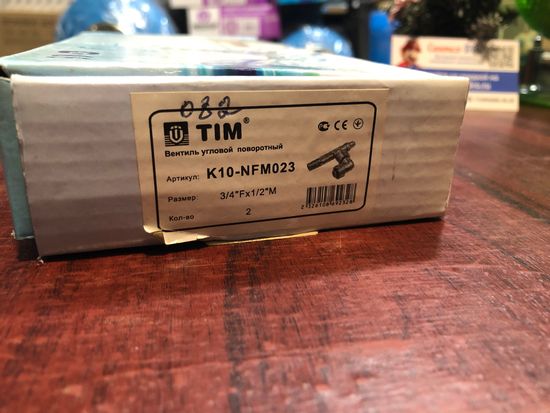 082
TIM®
Вентиль угловой поворотный
Артикул: K10-NFM023
Размер: 3/4"Fx1/2"M
Кол-во 2